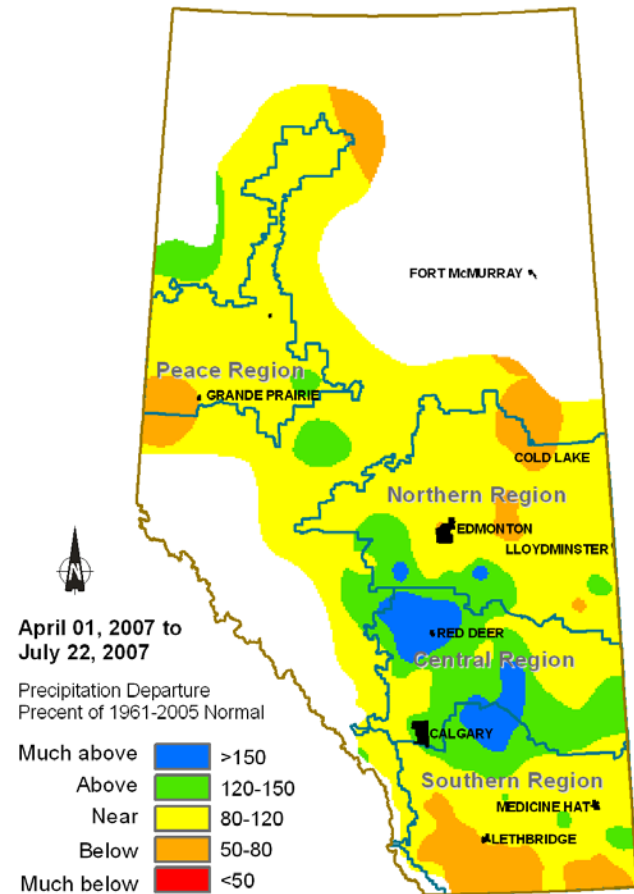 FORT McMURRAY
Peace Region
GRANDE PRAIRIE
COLD LAKE
Northern Region
EDMONTON
LLOYDMINSTER
N
April 01, 2007 to
July 22, 2007
RED DEER
Central Region
Precipitation Departure
Precent of 1961-2005 Normal
CALGARY
Much above >150
Above 120-150
Southern Region
Near 80-120
MEDICINE HAT
Below 50-80
LETHBRIDGE
Much below <50